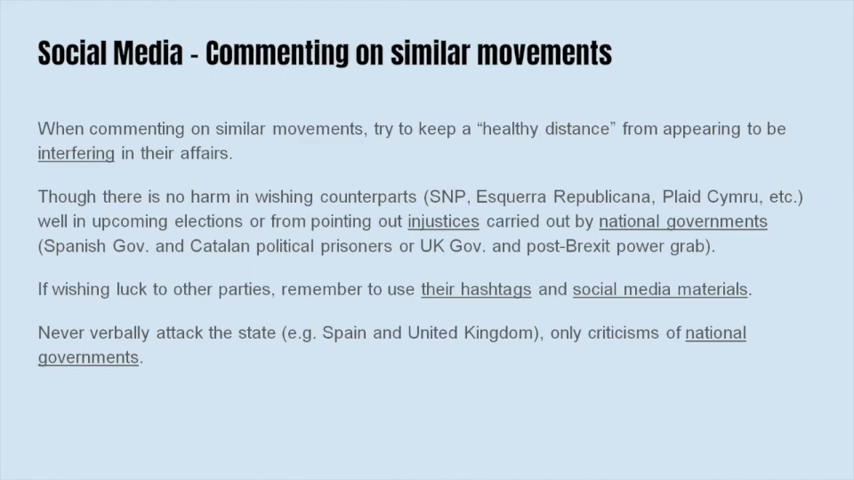 Social Media - Commenting on similar movements
When commenting on similar movements, try to keep a “healthy distance” from appearing to be
interfering in their affairs.
Though there is no harm in wishing counterparts (SNP, Esquerra Republicana, Plaid Cymru, etc.)
well in upcoming elections or from pointing out injustices carried out by national governments
(Spanish Gov. and Catalan political prisoners or UK Gov. and post-Brexit power grab).
If wishing luck to other parties, remember to use their hashtags and social media materials.
Never verbally attack the state (e.g. Spain and United Kingdom), only criticisms of national
governments.